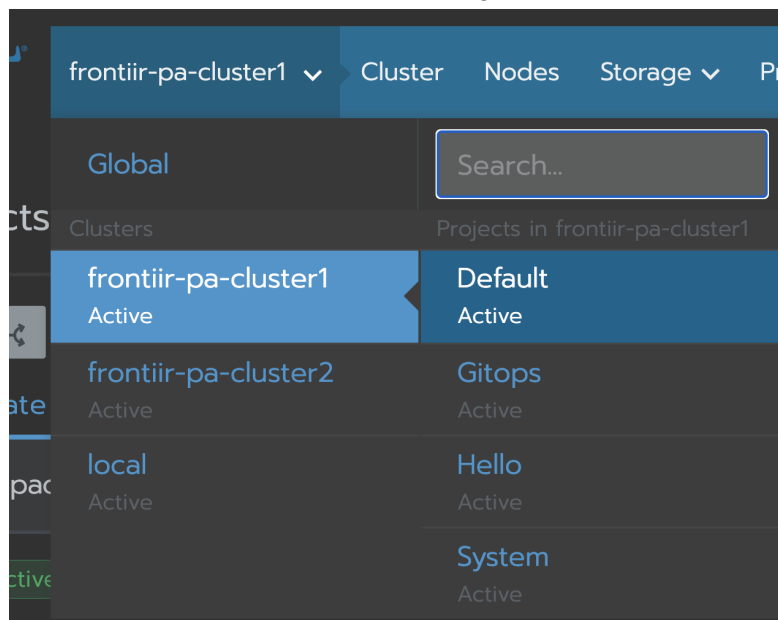 frontiir-pa-cluster1 Cluster Nodes Storage
Global
Search...
Clusters
Projects in frontiir-pa-cluster1
frontiir-pa-cluster1
Active
Default
Active
frontiir-pa-cluster2
Active
Gitops
Active
local
Active
Hello
Active
System
Active